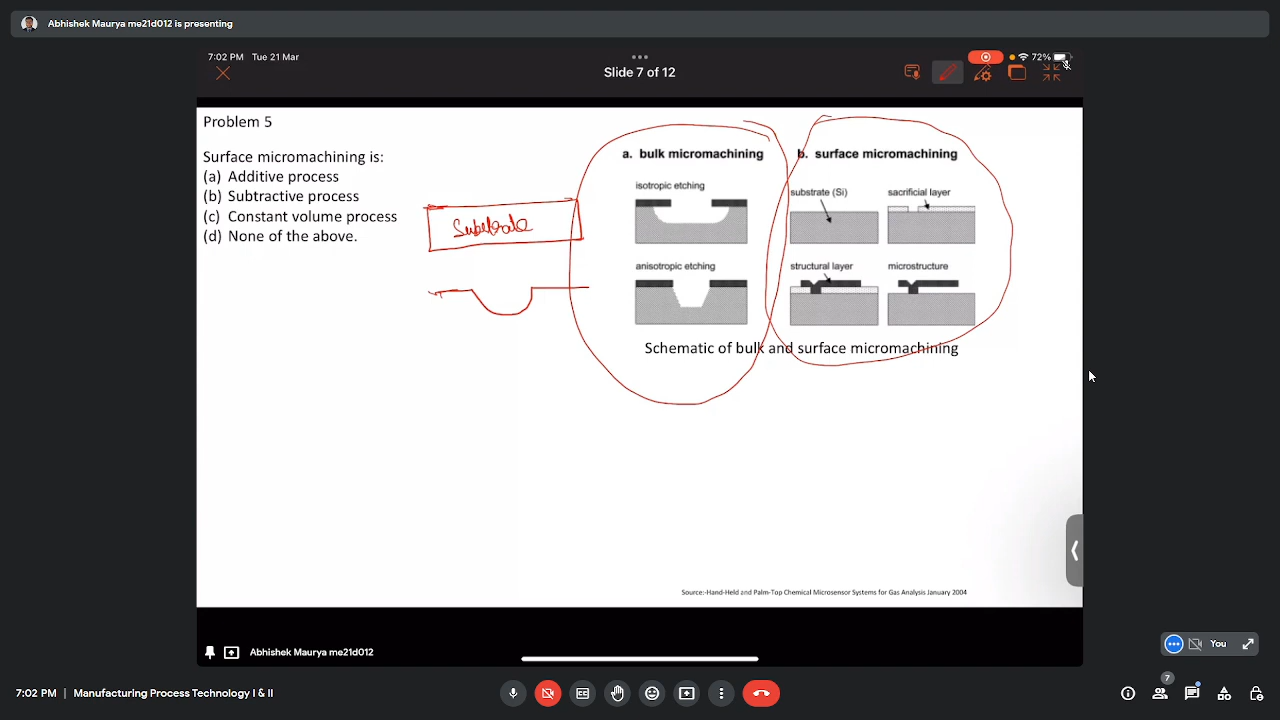 Abhishek Maurya me21d012 is presenting
7:02 PM Tue 21 Mar
72%
Slide 7 of 12
Problem 5
Surface micromachining is:
(a) Additive process
(b) Subtractive process
(c) Constant volume process
(d) None of the above.
Substrate
a. bulk micromachining
isotropic etching
anisotropic etching
b. surface micromachining
substrate (Si)
sacrificial layer
structural layer
microstructure
Schematic of bulk and surface micromachining
Source:-Hand-Held and Palm-Top Chemical Microsensor Systems for Gas Analysis January 2004
Abhishek Maurya me21d012
You
7:02 PM | Manufacturing Process Technology I & II
7